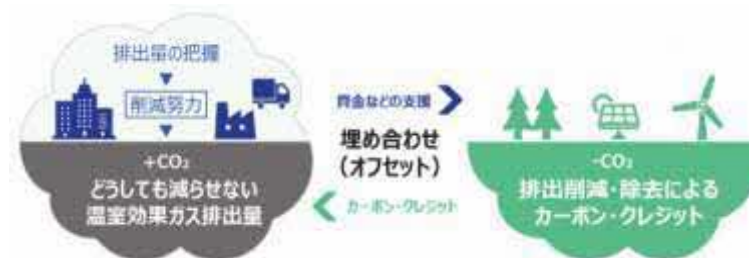 排出量の把握
削減努力
+CO₂
どうしても減らせない
温室効果ガス排出量
資金などの支援
埋め合わせ
(オフセット)
カーボン・クレジット
-CO₂
排出削減・除去による
カーボン・クレジット